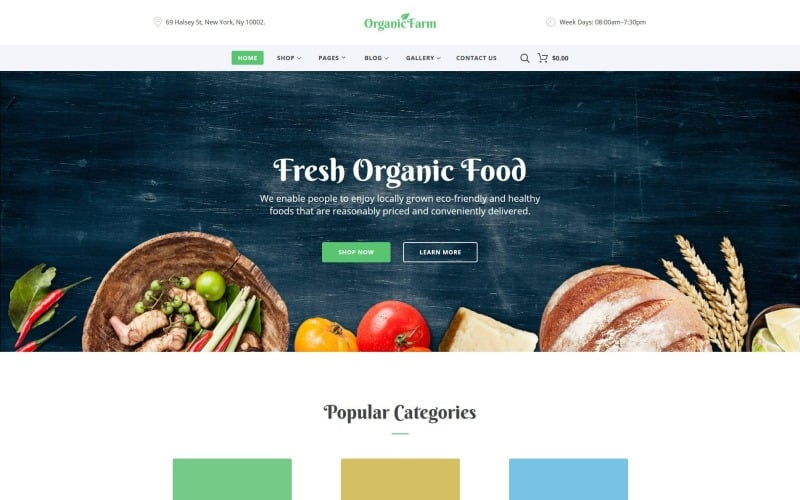 69 Halsey St, New York, Ny 10002.
Organic Farm
Week Days: 08:00am–7:30pm
HOME
SHOP
PAGES
BLOG
GALLERY
CONTACT US
$0.00
Fresh Organic Food
We enable people to enjoy locally grown eco-friendly and healthy
foods that are reasonably priced and conveniently delivered.
SHOP NOW
LEARN MORE
Popular Categories